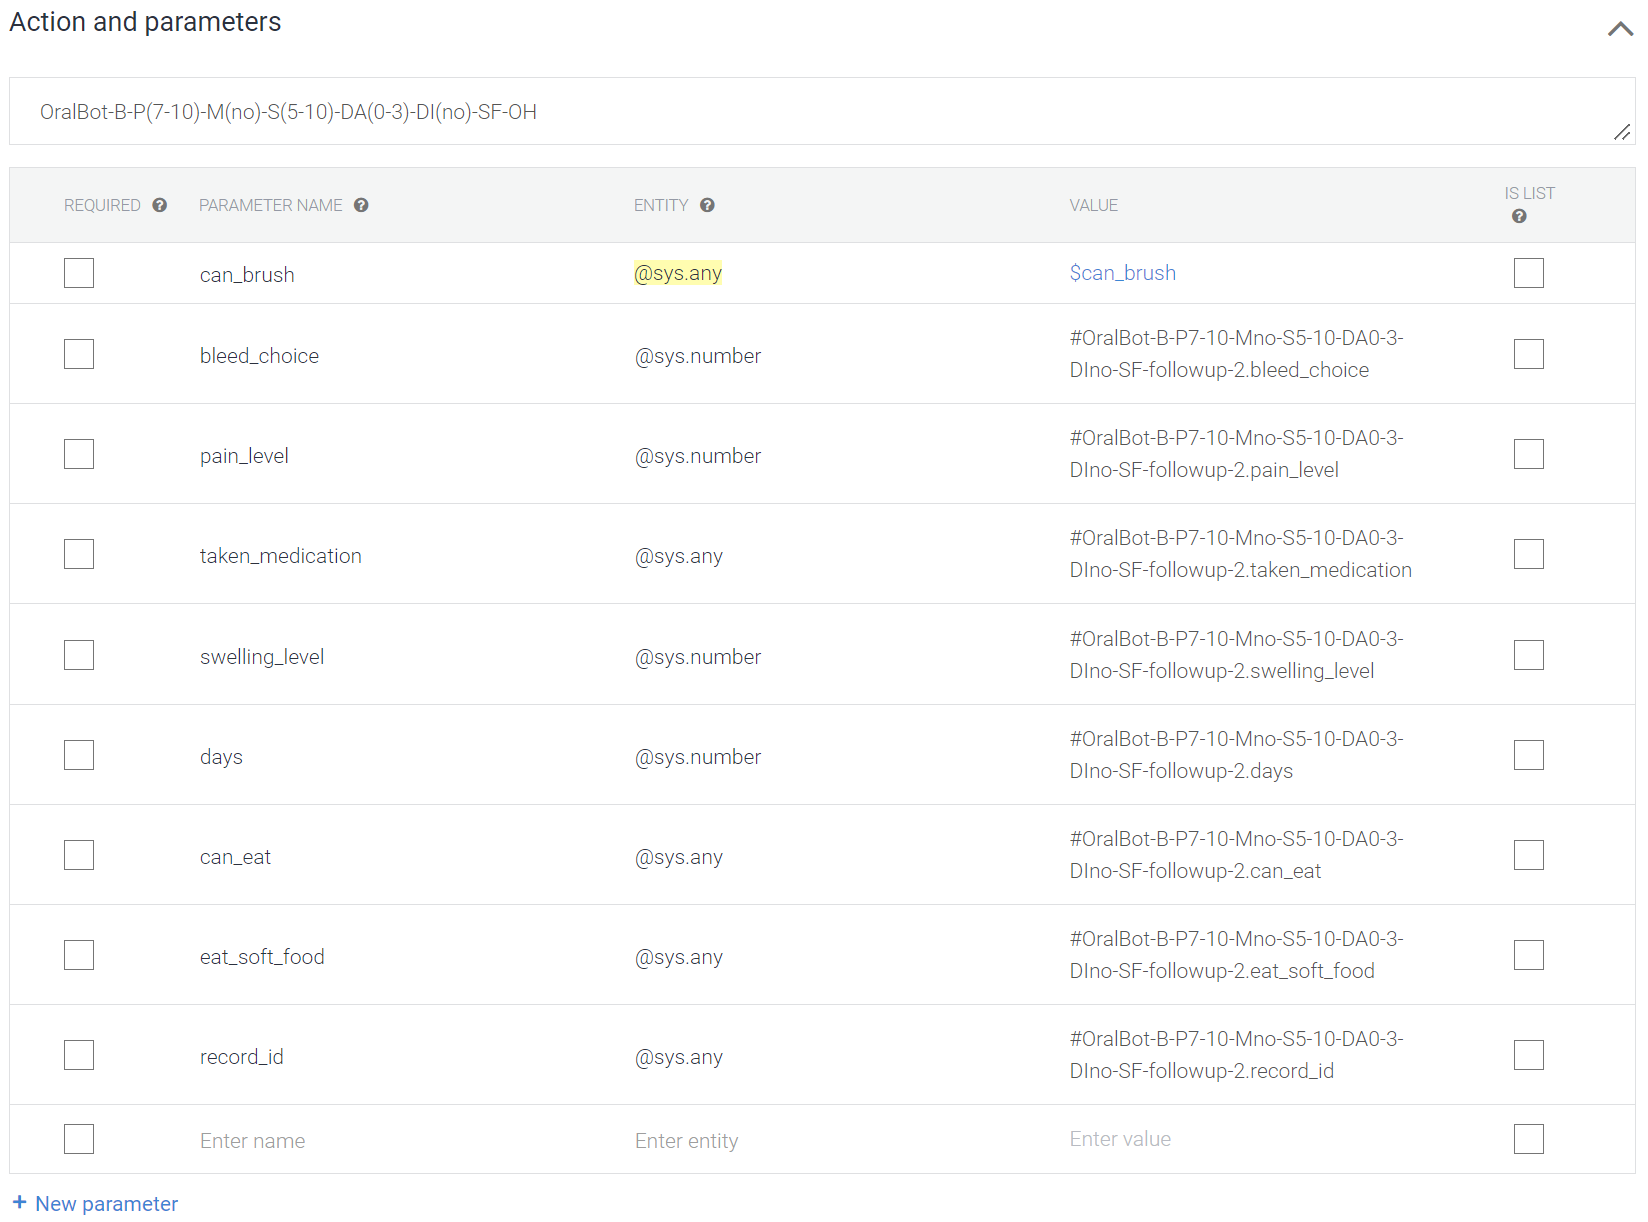 Action and parameters
OralBot-B-P(7-10)-M(no)-S(5-10)-DA(0-3)-DI(no)-SF-OH
REQUIRED PARAMETER NAME ENTITY VALUE IS LIST
can_brush @sys.any $can_brush
bleed_choice @sys.number #OralBot-B-P7-10-Mno-S5-10-DA0-3-
DIno-SF-followup-2.bleed_choice
pain_level @sys.number #OralBot-B-P7-10-Mno-S5-10-DA0-3-
DIno-SF-followup-2.pain_level
taken_medication @sys.any #OralBot-B-P7-10-Mno-S5-10-DA0-3-
DIno-SF-followup-2.taken_medication
swelling_level @sys.number #OralBot-B-P7-10-Mno-S5-10-DA0-3-
DIno-SF-followup-2.swelling_level
days @sys.number #OralBot-B-P7-10-Mno-S5-10-DA0-3-
DIno-SF-followup-2.days
can_eat @sys.any #OralBot-B-P7-10-Mno-S5-10-DA0-3-
DIno-SF-followup-2.can_eat
eat_soft_food @sys.any #OralBot-B-P7-10-Mno-S5-10-DA0-3-
DIno-SF-followup-2.eat_soft_food
record_id @sys.any #OralBot-B-P7-10-Mno-S5-10-DA0-3-
DIno-SF-followup-2.record_id
Enter name Enter entity Enter value
+ New parameter